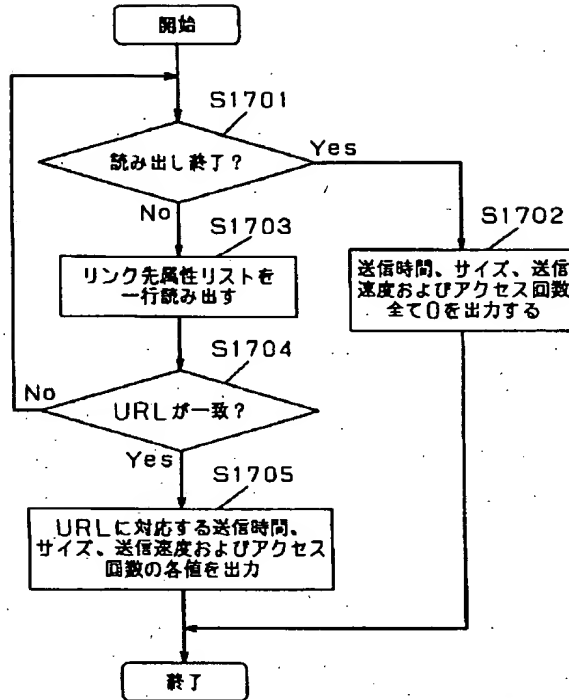 開始
S1701
読み出し終了?
Yes
No
S1703
S1702
リンク先属性リストを
一行読み出す
送信時間、サイズ、送信
速度およびアクセス回数
全て0を出力する
S1704
No
URLが一致?
Yes
S1705
URLに対応する送信時間、
サイズ、送信速度およびアクセス
回数の各値を出力
終了